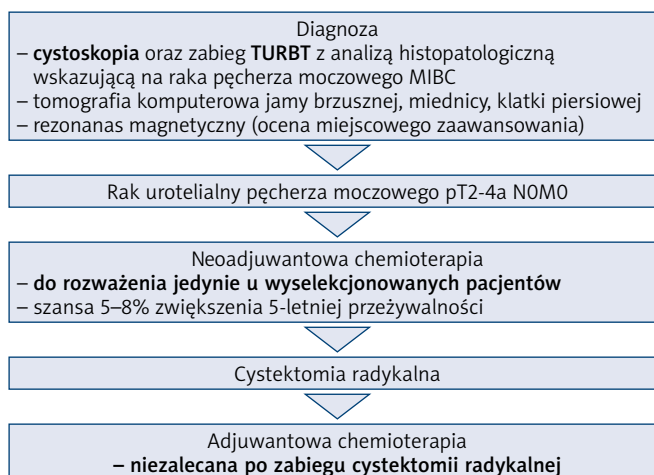 Diagnoza
– cystoskopia oraz zabieg TURBT z analizą histopatologiczną
wskazującą na raka pęcherza moczowego MIBC
– tomografia komputerowa jamy brzusznej, miednicy, klatki piersiowej
– rezonanas magnetyczny (ocena miejscowego zaawansowania)
Rak urotelialny pęcherza moczowego pT2-4a N0M0
Neoadjuwantowa chemioterapia
– do rozważenia jedynie u wyselekcjonowanych pacjentów
– szansa 5–8% zwiększenia 5-letniej przeżywalności
Cystektomia radykalna
Adjuwantowa chemioterapia
– niezalecana po zabiegu cystektomii radykalnej